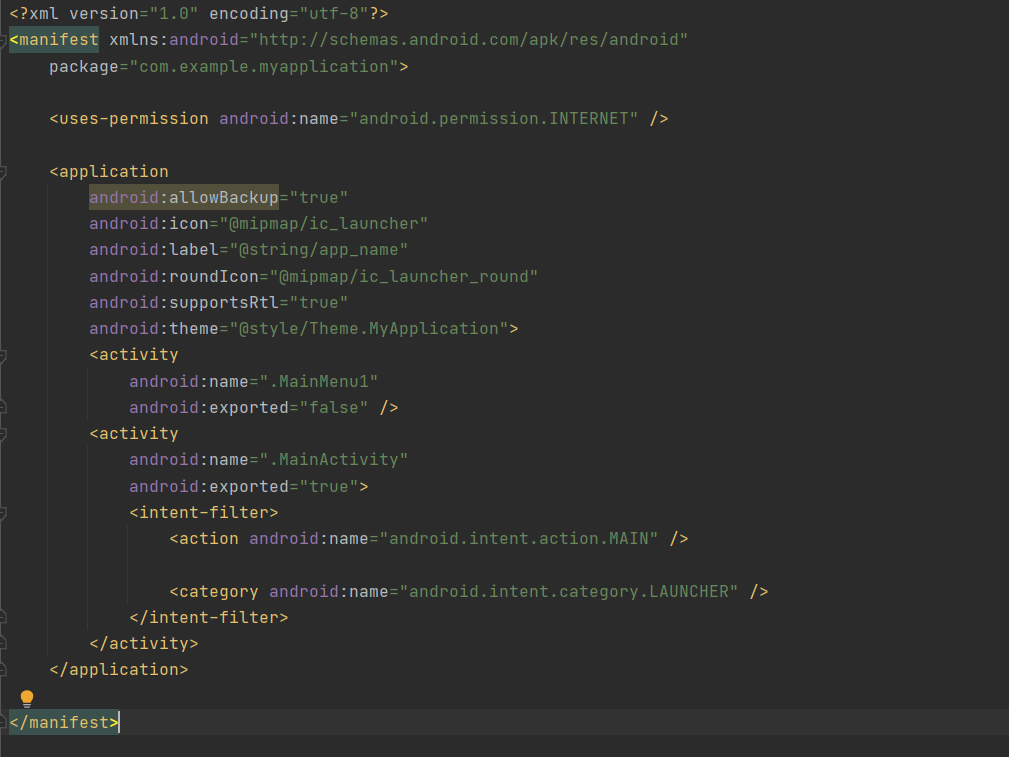 <?xml version="1.0" encoding="utf-8"?>
<manifest xmlns:android="http://schemas.android.com/apk/res/android"
    package="com.example.myapplication">

    <uses-permission android:name="android.permission.INTERNET" />

    <application
        android:allowBackup="true"
        android:icon="@mipmap/ic_launcher"
        android:label="@string/app_name"
        android:roundIcon="@mipmap/ic_launcher_round"
        android:supportsRtl="true"
        android:theme="@style/Theme.MyApplication">
        <activity
            android:name=".MainMenu1"
            android:exported="false" />
        <activity
            android:name=".MainActivity"
            android:exported="true">
            <intent-filter>
                <action android:name="android.intent.action.MAIN" />

                <category android:name="android.intent.category.LAUNCHER" />
            </intent-filter>
        </activity>
    </application>

</manifest>